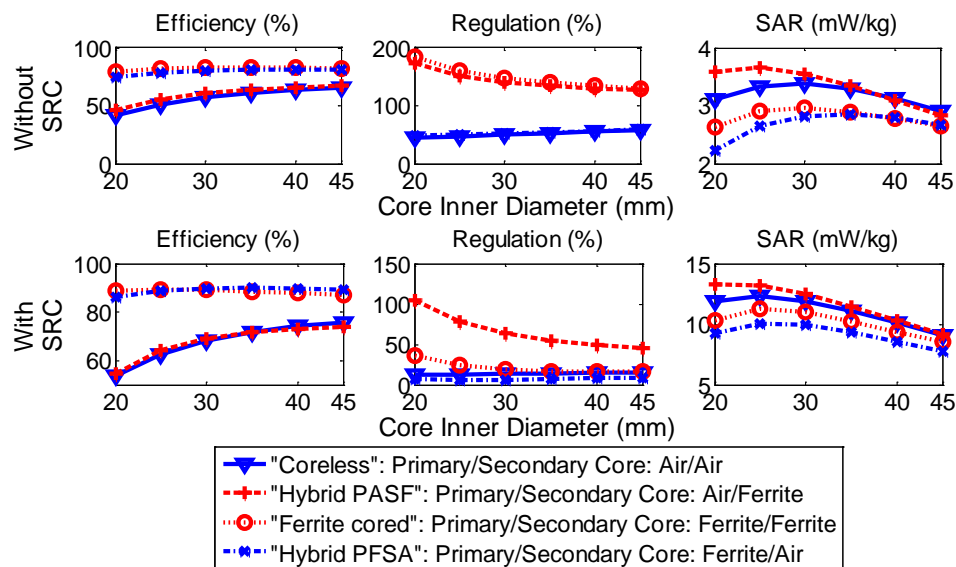 Efficiency (%) Regulation (%) SAR (mW/kg)
Without
SRC
100
50
0
20 30 40 45
200
150
100
50
0
20 30 40 45
4
3
2
20 30 40 45
Core Inner Diameter (mm)
Efficiency (%) Regulation (%) SAR (mW/kg)
With
SRC
100
80
60
20 30 40 45
150
100
50
0
20 30 40 45
15
10
5
20 30 40 45
Core Inner Diameter (mm)
"Coreless": Primary/Secondary Core: Air/Air
"Hybrid PASF": Primary/Secondary Core: Air/Ferrite
"Ferrite cored": Primary/Secondary Core: Ferrite/Ferrite
"Hybrid PFSA": Primary/Secondary Core: Ferrite/Air